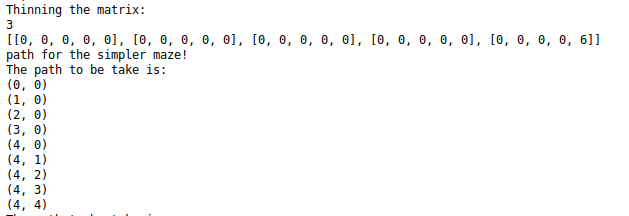 Thinning the matrix:
3
[[0, 0, 0, 0, 0], [0, 0, 0, 0, 0], [0, 0, 0, 0, 0], [0, 0, 0, 0, 0], [0, 0, 0, 0, 6]]
path for the simpler maze!
The path to be take is:
(0, 0)
(1, 0)
(2, 0)
(3, 0)
(4, 0)
(4, 1)
(4, 2)
(4, 3)
(4, 4)